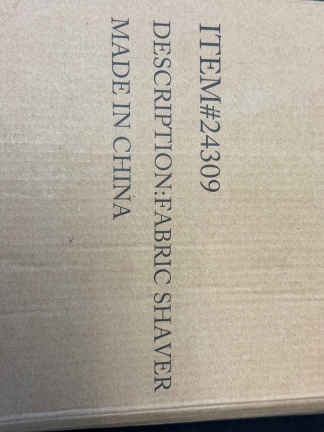 ITEM#24309
DESCRIPTION:FABRIC SHAVER
MADE IN CHINA